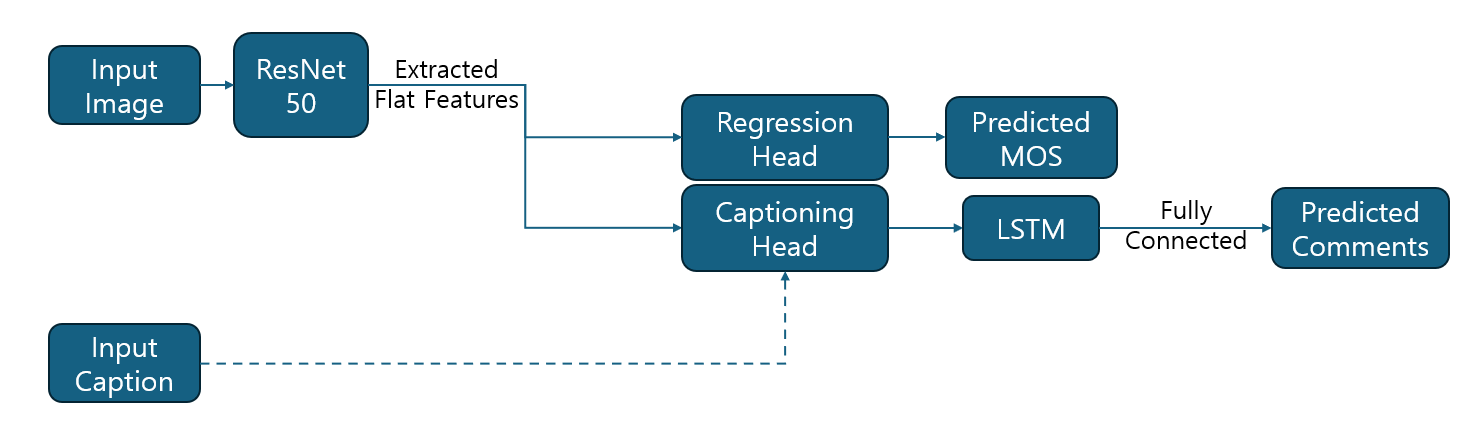 Input
Image
ResNet
50
Extracted
Flat Features
Regression
Head
Predicted
MOS
Captioning
Head
LSTM
Fully
Connected
Predicted
Comments
Input
Caption